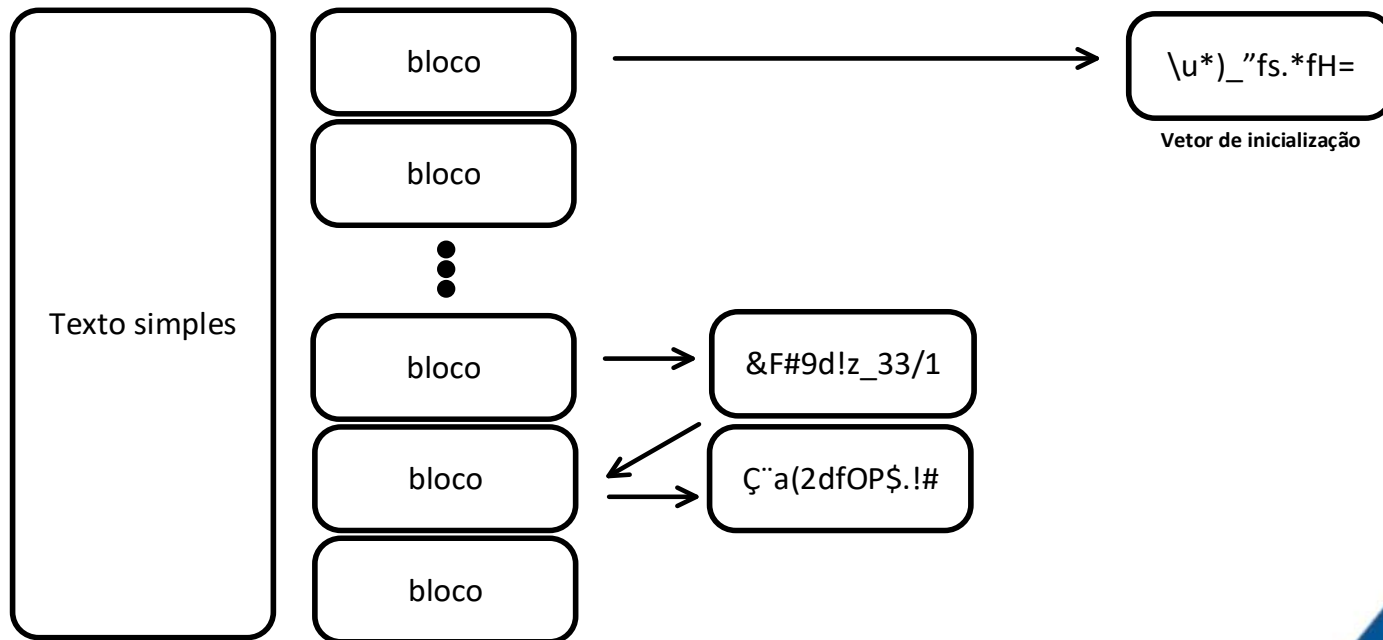 bloco
\u*)_”fs.*fH=
Vetor de inicialização
bloco
Texto simples
bloco
&F#9d!z_33/1
bloco
Ç¨a(2dfOP$.!#
bloco